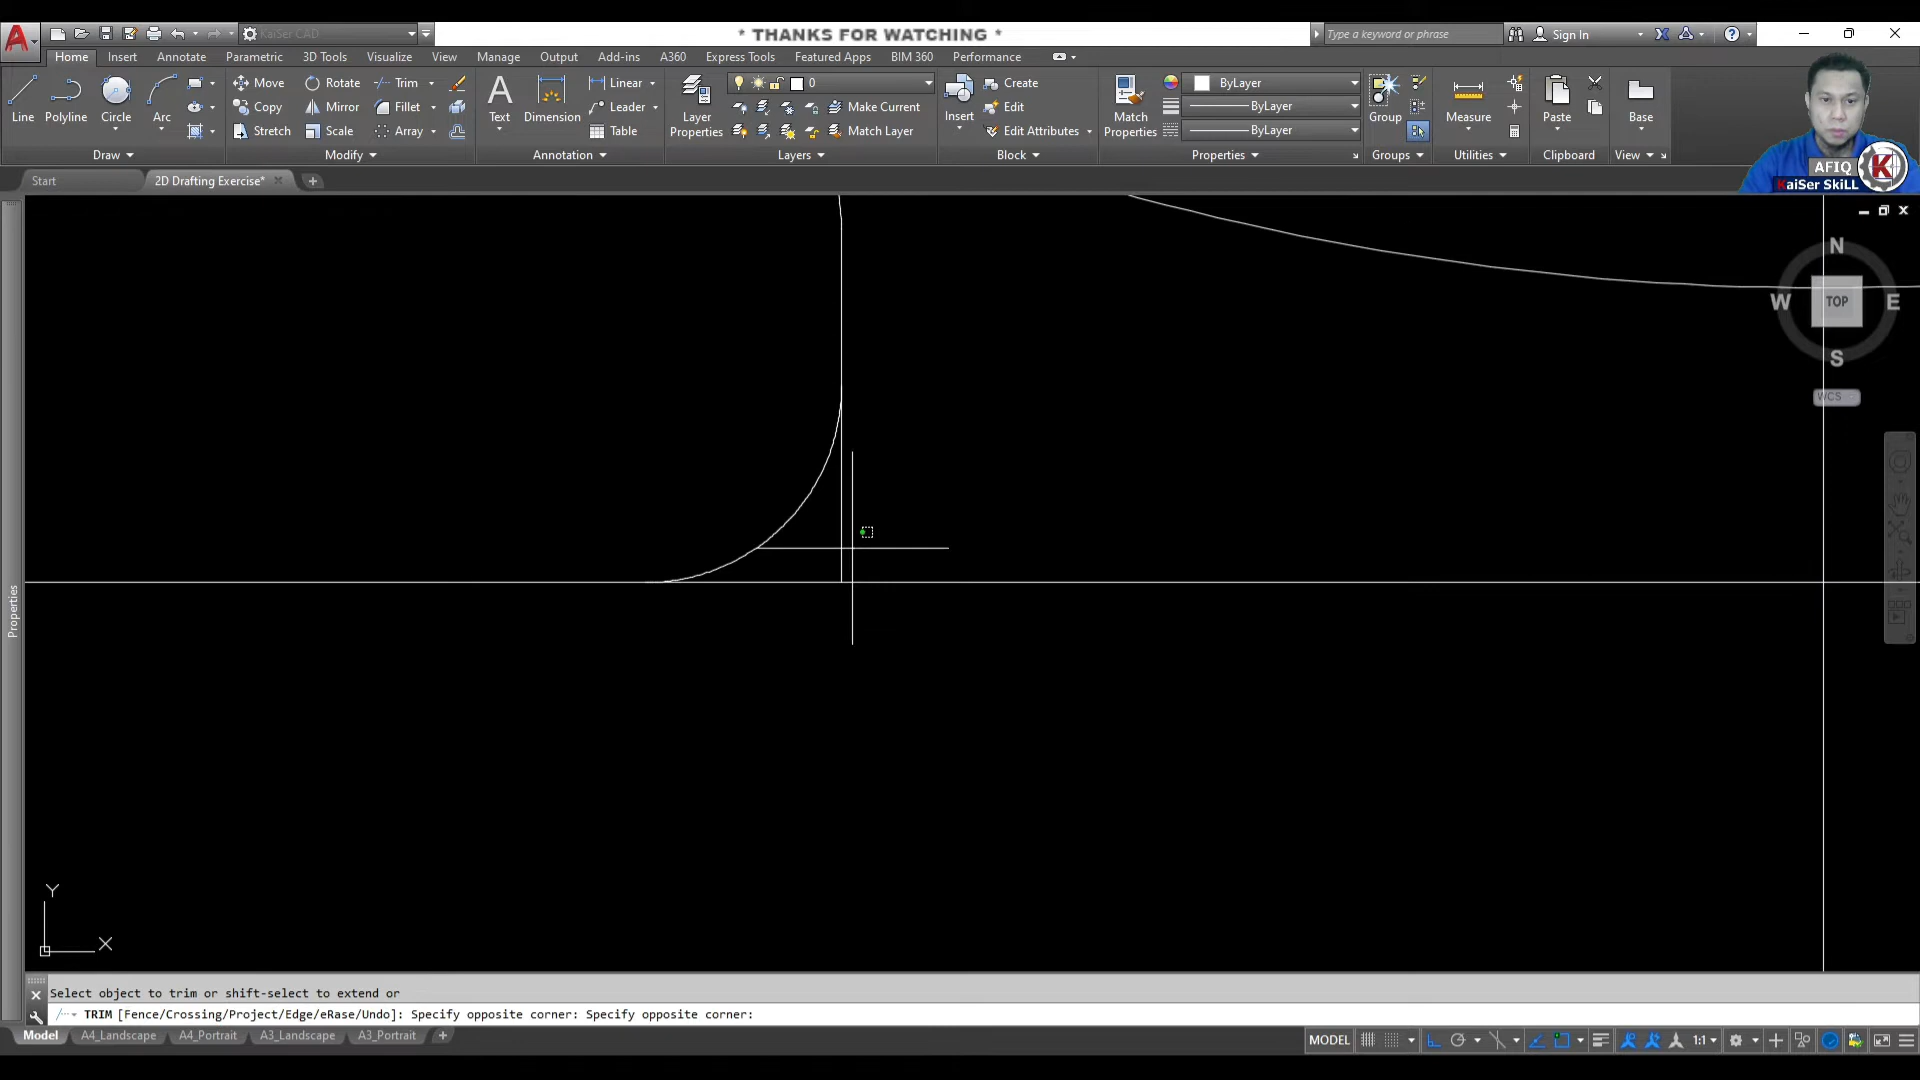 KaiSer CAD
* THANKS FOR WATCHING *
Type a keyword or phrase
Sign In
Home Insert Annotate Parametric 3D Tools Visualize View Manage Output Add-ins A360 Express Tools Featured Apps BIM 360 Performance
Line Polyline Circle Arc
Move Rotate Trim
Copy Mirror Fillet
Stretch Scale Array
Text Dimension
Linear
Leader
Table
Layer Properties
0
Make Current
Match Layer
Insert
Create
Edit
Edit Attributes
Match Properties
ByLayer
ByLayer
ByLayer
Group
Measure
Paste
Base
Draw Modify Annotation Layers Block Properties Groups Utilities Clipboard View
AFIQ
K
KaiSer SkiLL
Start
2D Drafting Exercise*
N
W TOP E
S
WCS
Properties
Y
X
Select object to trim or shift-select to extend or
TRIM [Fence/Crossing/Project/Edge/eRase/Undo]: Specify opposite corner: Specify opposite corner:
Model A4_Landscape A4_Portrait A3_Landscape A3_Portrait
MODEL
1:1